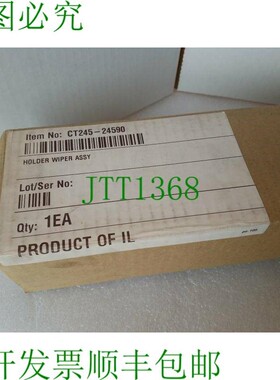 图必究
Item No: CT245-24590
HOLDER WIPER ASSY
Lot/Ser No:
JTT1368
Qty: 1EA
PRODUCT OF IL
开发票顺丰包邮